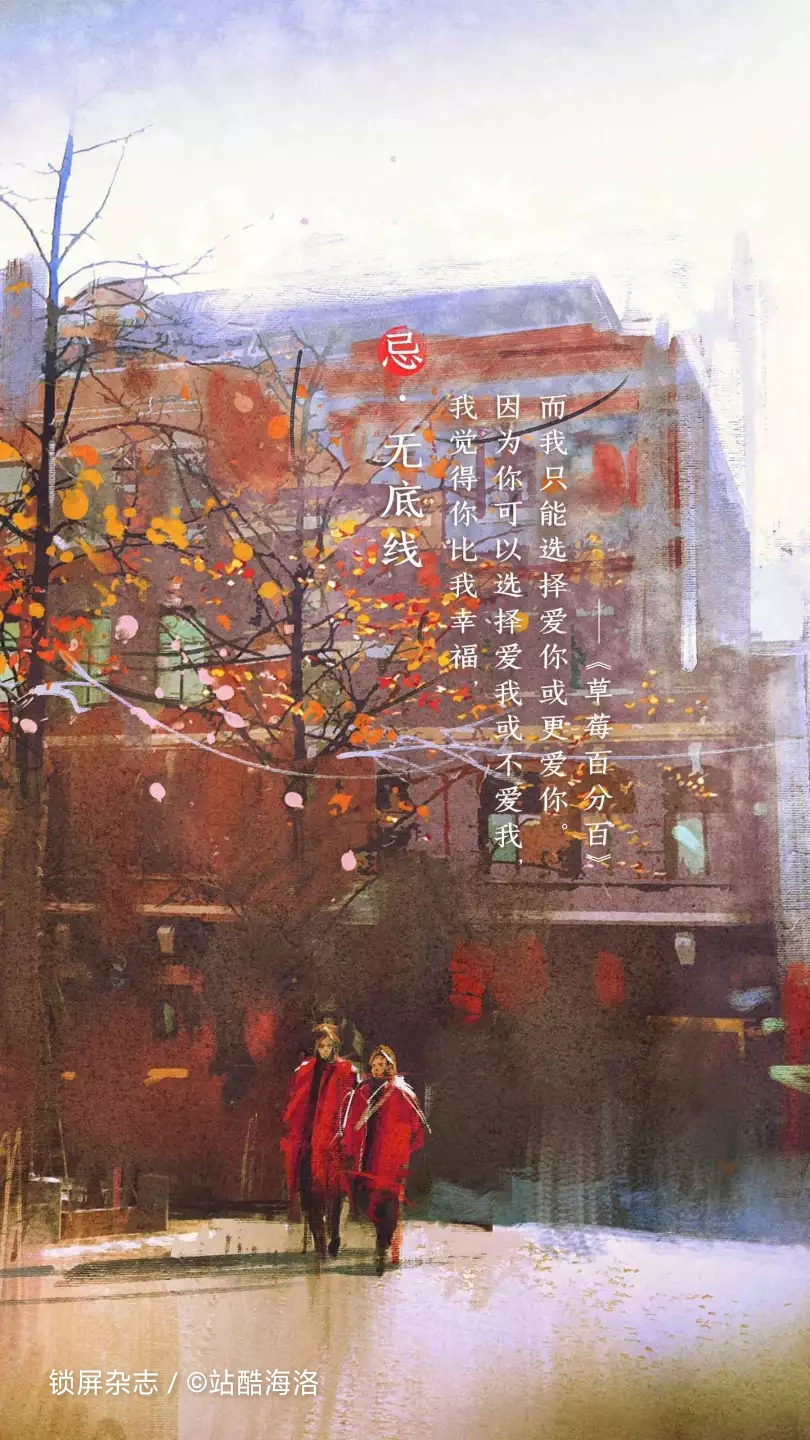 忌·无底线
我觉得你比我幸福，
因为你可以选择爱我或不爱我，
而我只能选择爱你或更爱你。
——《草莓百分百》
锁屏杂志 / ©站酷海洛